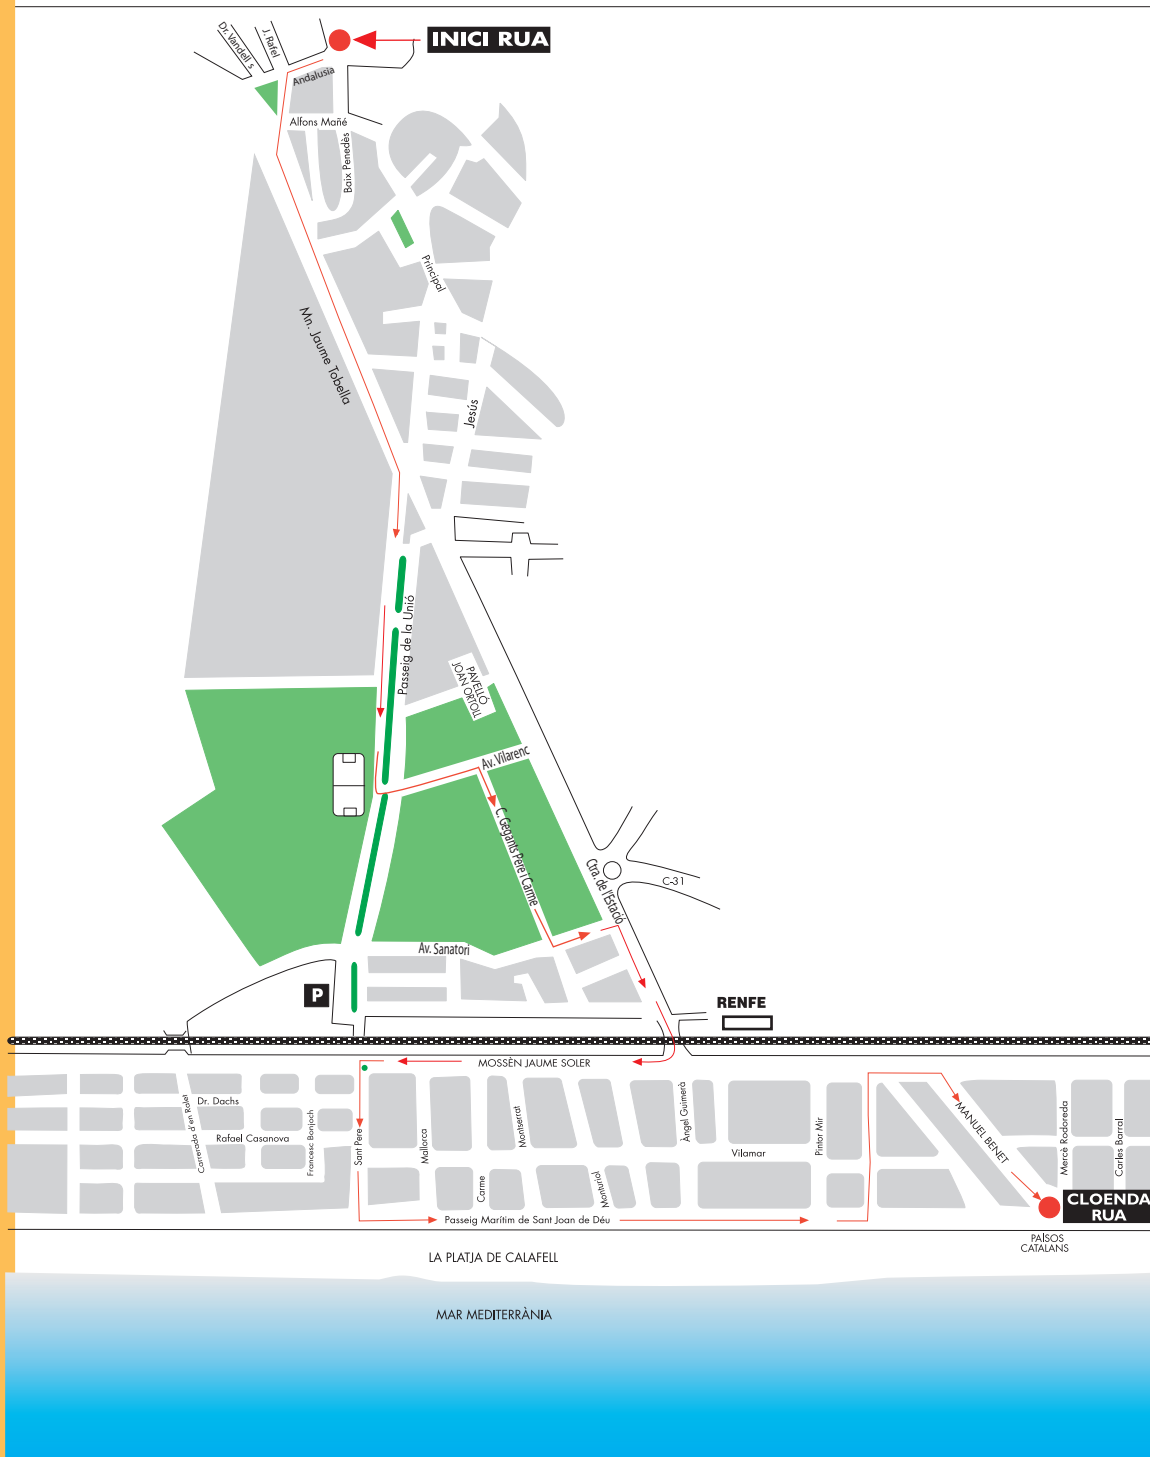 Dr. Vandell s
J. Rafel
INICI RUA
Andalusia
Alfons Mañé
Baix Penedès
Principal
Mn. Jaume Tobella
Jesús
Passeig de la Unió
PAVELLÓ
JOAN ORTOLL
Av. Vilarenc
C. Gegants Pere i Carme
Ctra. de l'Estació
C-31
Av. Sanatori
P
RENFE
MOSSÈN JAUME SOLER
Carrerada d'en Ralet
Dr. Dachs
Rafael Casanova
Francesc Bonjoch
Sant Pere
Mallorca
Carme
Montserrat
Monturiol
Àngel Guimerà
Vilamar
Pintor Mir
MANUEL BENET
Mercè Rodoreda
Carles Barral
CLOENDA
RUA
Passeig Marítim de Sant Joan de Déu
PAÏSOS
CATALANS
LA PLATJA DE CALAFELL
MAR MEDITERRÀNIA